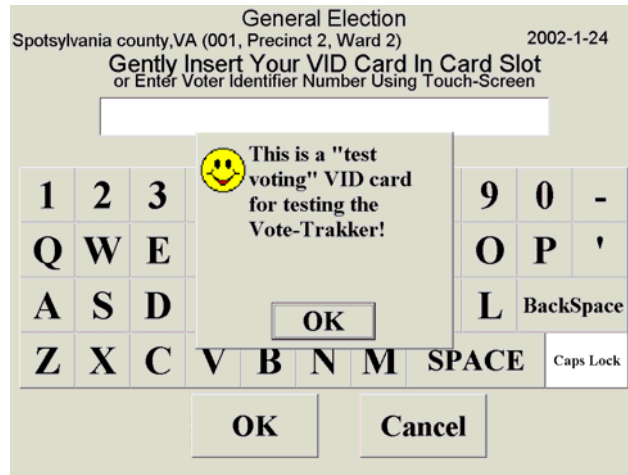 General Election
Spotsylvania county,VA (001, Precinct 2, Ward 2) 2002-1-24
Gently Insert Your VID Card In Card Slot
or Enter Voter Identifier Number Using Touch-Screen
This is a "test
voting" VID card
for testing the
Vote-Trakker!
OK
1 2 3 9 0 -
Q W E O P '
A S D L BackSpace
Z X C V B N M SPACE Caps Lock
OK Cancel